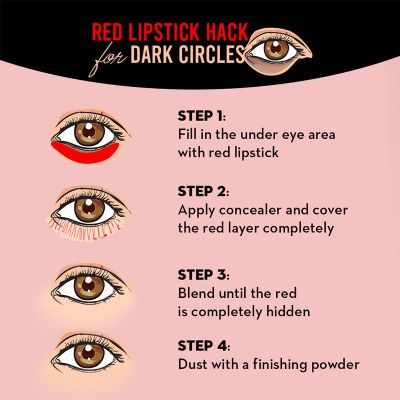 RED LIPSTICK HACK
for DARK CIRCLES
STEP 1:
Fill in the under eye area
with red lipstick
STEP 2:
Apply concealer and cover
the red layer completely
STEP 3:
Blend until the red
is completely hidden
STEP 4:
Dust with a finishing powder